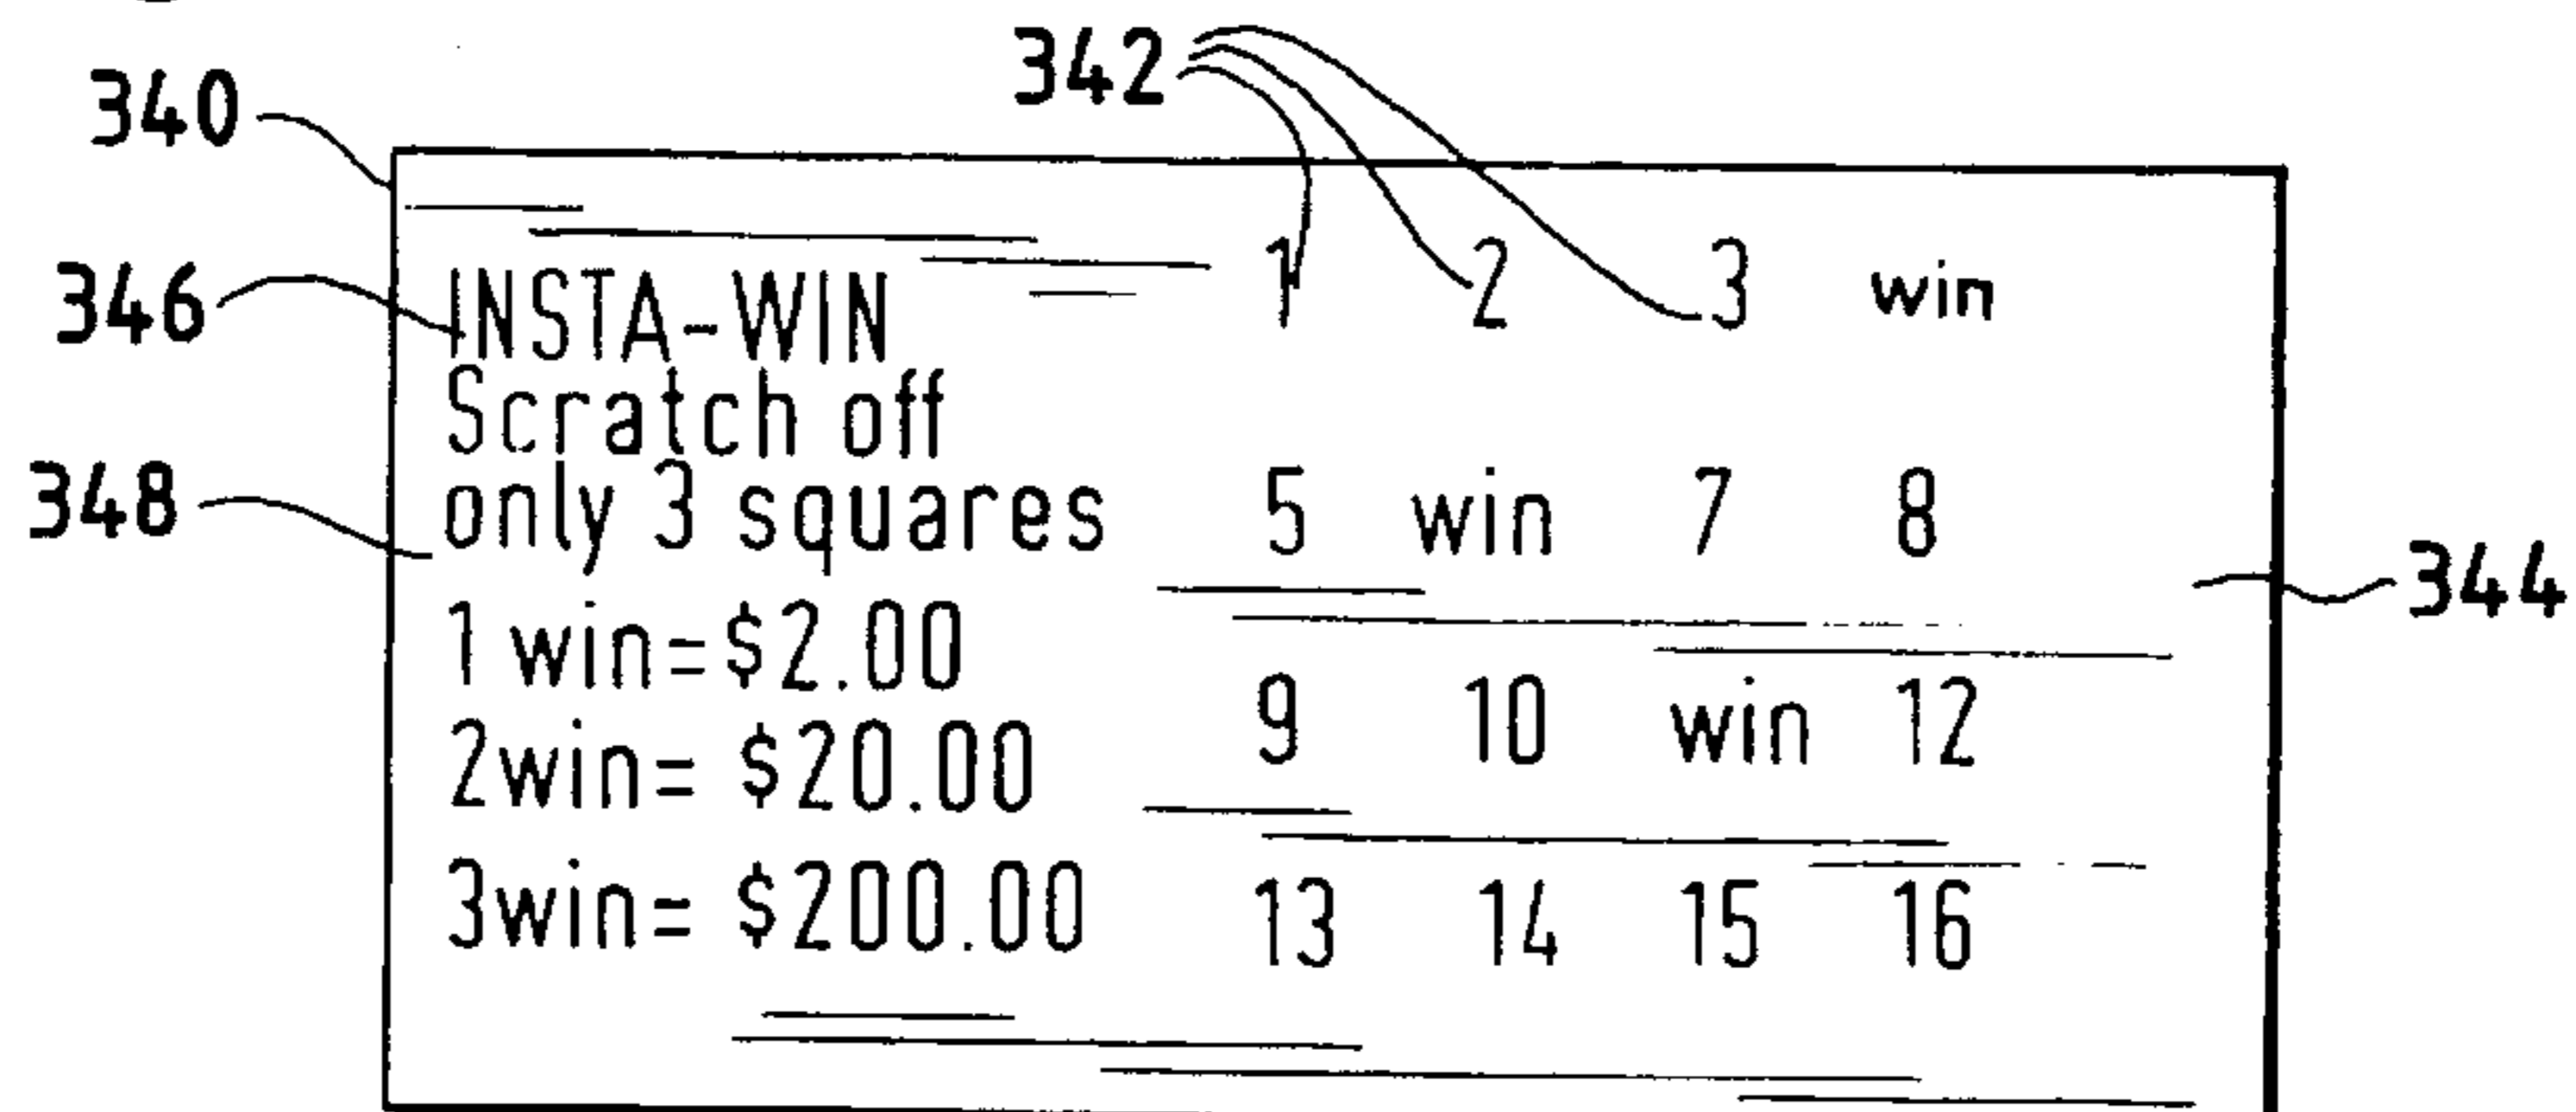 342
340
346
INSTA-WIN
1 2 3 win
Scratch off
348
only 3 squares
5 win 7 8
344
1 win=$2.00
9 10 win 12
2win= $20.00
3win= $200.00
13 14 15 16